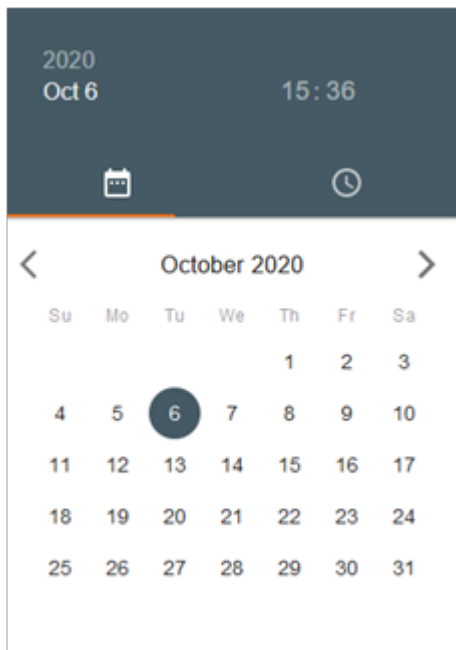 2020
Oct 6 15:36
October 2020
Su Mo Tu We Th Fr Sa
1 2 3
4 5 6 7 8 9 10
11 12 13 14 15 16 17
18 19 20 21 22 23 24
25 26 27 28 29 30 31